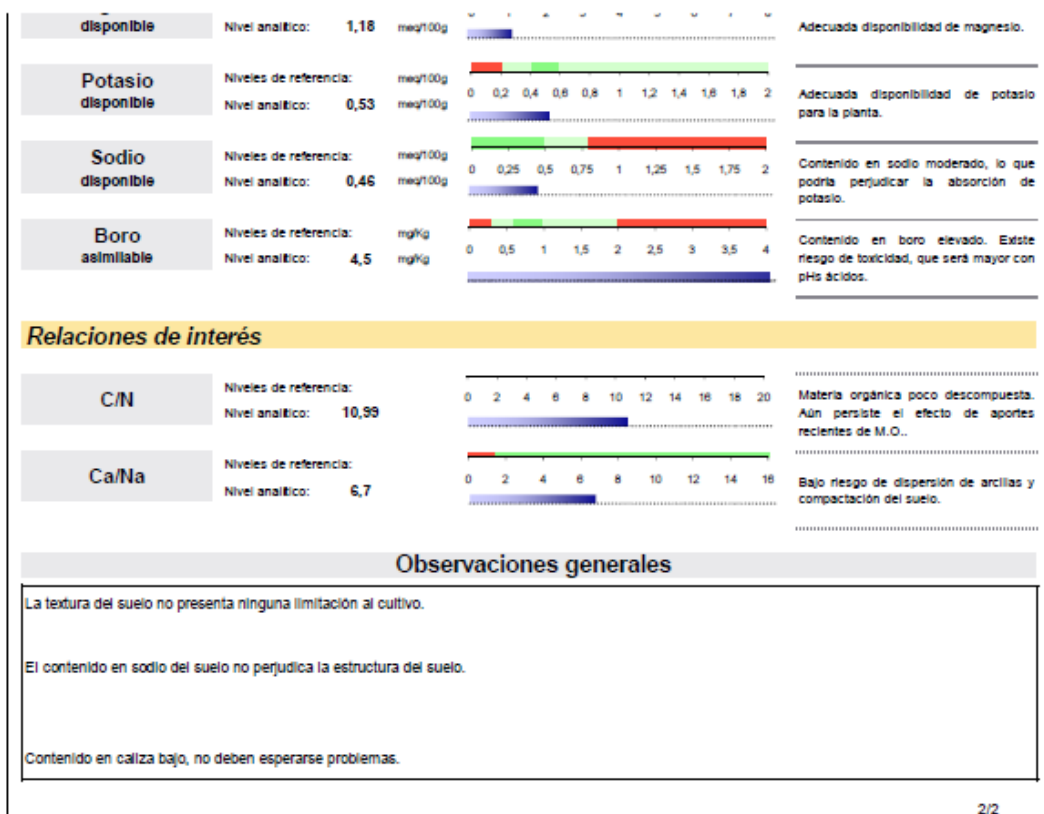 disponible
Nivel analítico: 1,18 meq/100g
Adecuada disponibilidad de magnesio.
Potasio
disponible
Niveles de referencia: meq/100g
Nivel analítico: 0,53 meq/100g
0 0,2 0,4 0,6 0,8 1 1,2 1,4 1,6 1,8 2
Adecuada disponibilidad de potasio
para la planta.
Sodio
disponible
Niveles de referencia: meq/100g
Nivel analítico: 0,46 meq/100g
0 0,25 0,5 0,75 1 1,25 1,5 1,75 2
Contenido en sodio moderado, lo que
podría perjudicar la absorción de
potasio.
Boro
asimilable
Niveles de referencia: mg/Kg
Nivel analítico: 4,5 mg/Kg
0 0,5 1 1,5 2 2,5 3 3,5 4
Contenido en boro elevado. Existe
riesgo de toxicidad, que será mayor con
pHs ácidos.
Relaciones de interés
C/N
Niveles de referencia:
Nivel analítico: 10,99
0 2 4 6 8 10 12 14 16 18 20
Materia orgánica poco descompuesta.
Aún persiste el efecto de aportes
recientes de M.O..
Ca/Na
Niveles de referencia:
Nivel analítico: 6,7
0 2 4 6 8 10 12 14 16
Bajo riesgo de dispersión de arcillas y
compactación del suelo.
Observaciones generales
La textura del suelo no presenta ninguna limitación al cultivo.
El contenido en sodio del suelo no perjudica la estructura del suelo.
Contenido en caliza bajo, no deben esperarse problemas.
2/2